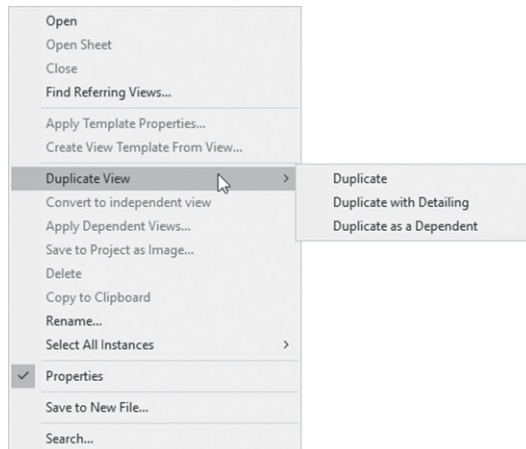 Open
Open Sheet
Close
Find Referring Views...
Apply Template Properties...
Create View Template From View...
Duplicate View
Convert to independent view
Apply Dependent Views...
Save to Project as Image...
Delete
Copy to Clipboard
Rename...
Select All Instances
Properties
Save to New File...
Search...
Duplicate
Duplicate with Detailing
Duplicate as a Dependent